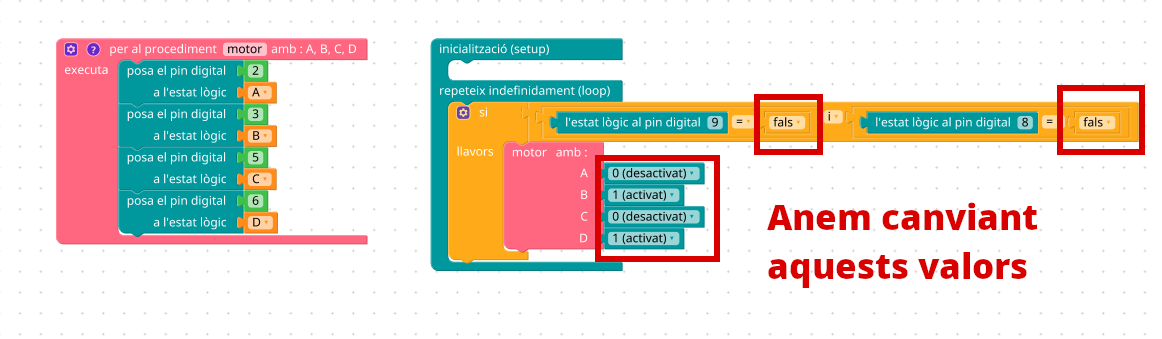 ? per al procediment motor amb : A, B, C, D
executa
posa el pin digital 2
a l'estat lògic A
posa el pin digital 3
a l'estat lògic B
posa el pin digital 5
a l'estat lògic C
posa el pin digital 6
a l'estat lògic D
inicialització (setup)
repeteix indefinidament (loop)
si l'estat lògic al pin digital 9 = fals i l'estat lògic al pin digital 8 = fals
llavors motor amb :
A 0 (desactivat)
B 1 (activat)
C 0 (desactivat)
D 1 (activat)
Anem canviant
aquests valors